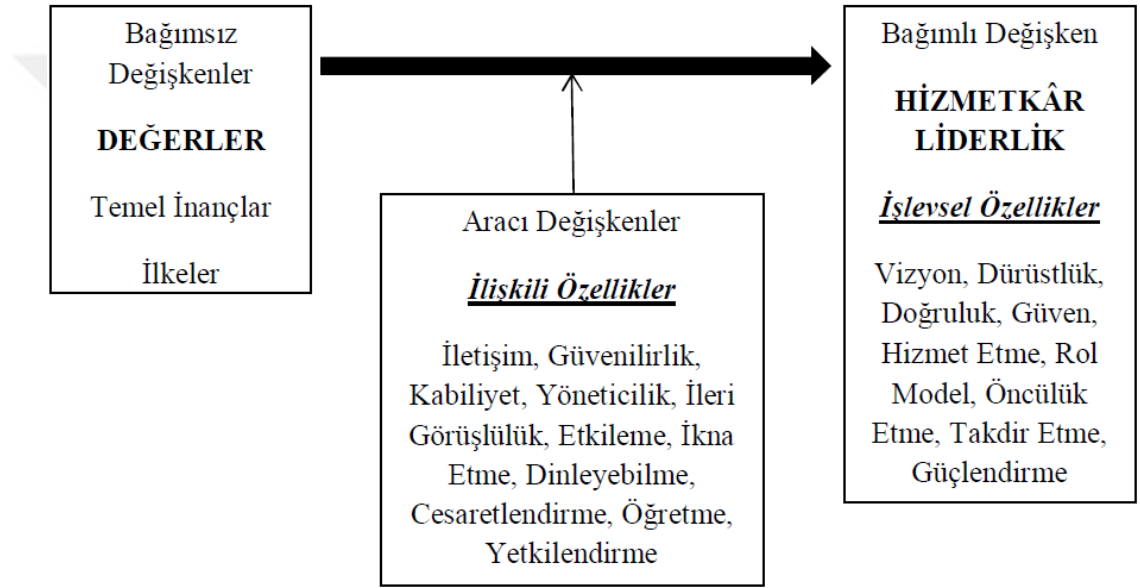 Bağımsız
Değişkenler
DEĞERLER
Temel İnançlar
İlkeler
Aracı Değişkenler
İlişkili Özellikler
İletişim, Güvenilirlik,
Kabiliyet, Yöneticilik, İleri
Görüşlülük, Etkileme, İkna
Etme, Dinleyebilme,
Cesaretlendirme, Öğretme,
Yetkilendirme
Bağımlı Değişken
HİZMETKÂR
LİDERLİK
İşlevsel Özellikler
Vizyon, Dürüstlük,
Doğruluk, Güven,
Hizmet Etme, Rol
Model, Öncülük
Etme, Takdir Etme,
Güçlendirme